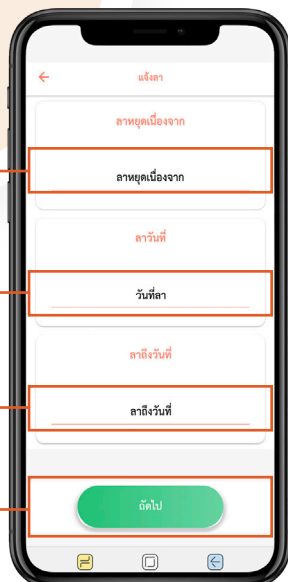 แจ้งลา
ลาหยุดเนื่องจาก
ลาหยุดเนื่องจาก
ลาวันที่
วันที่ลา
ลาถึงวันที่
ลาถึงวันที่
ถัดไป